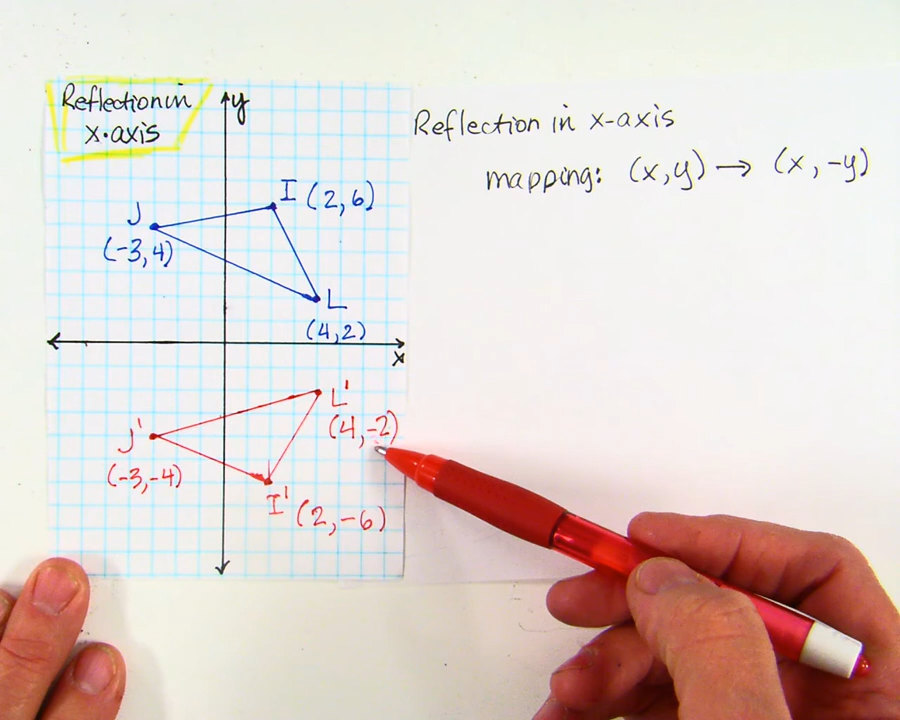 Reflection in
x-axis
y
Reflection in x-axis
mapping: (x,y) → (x,-y)
I (2,6)
J
(-3,4)
L
(4,2)
x
L'
(4,-2)
J'
(-3,-4)
I' (2,-6)